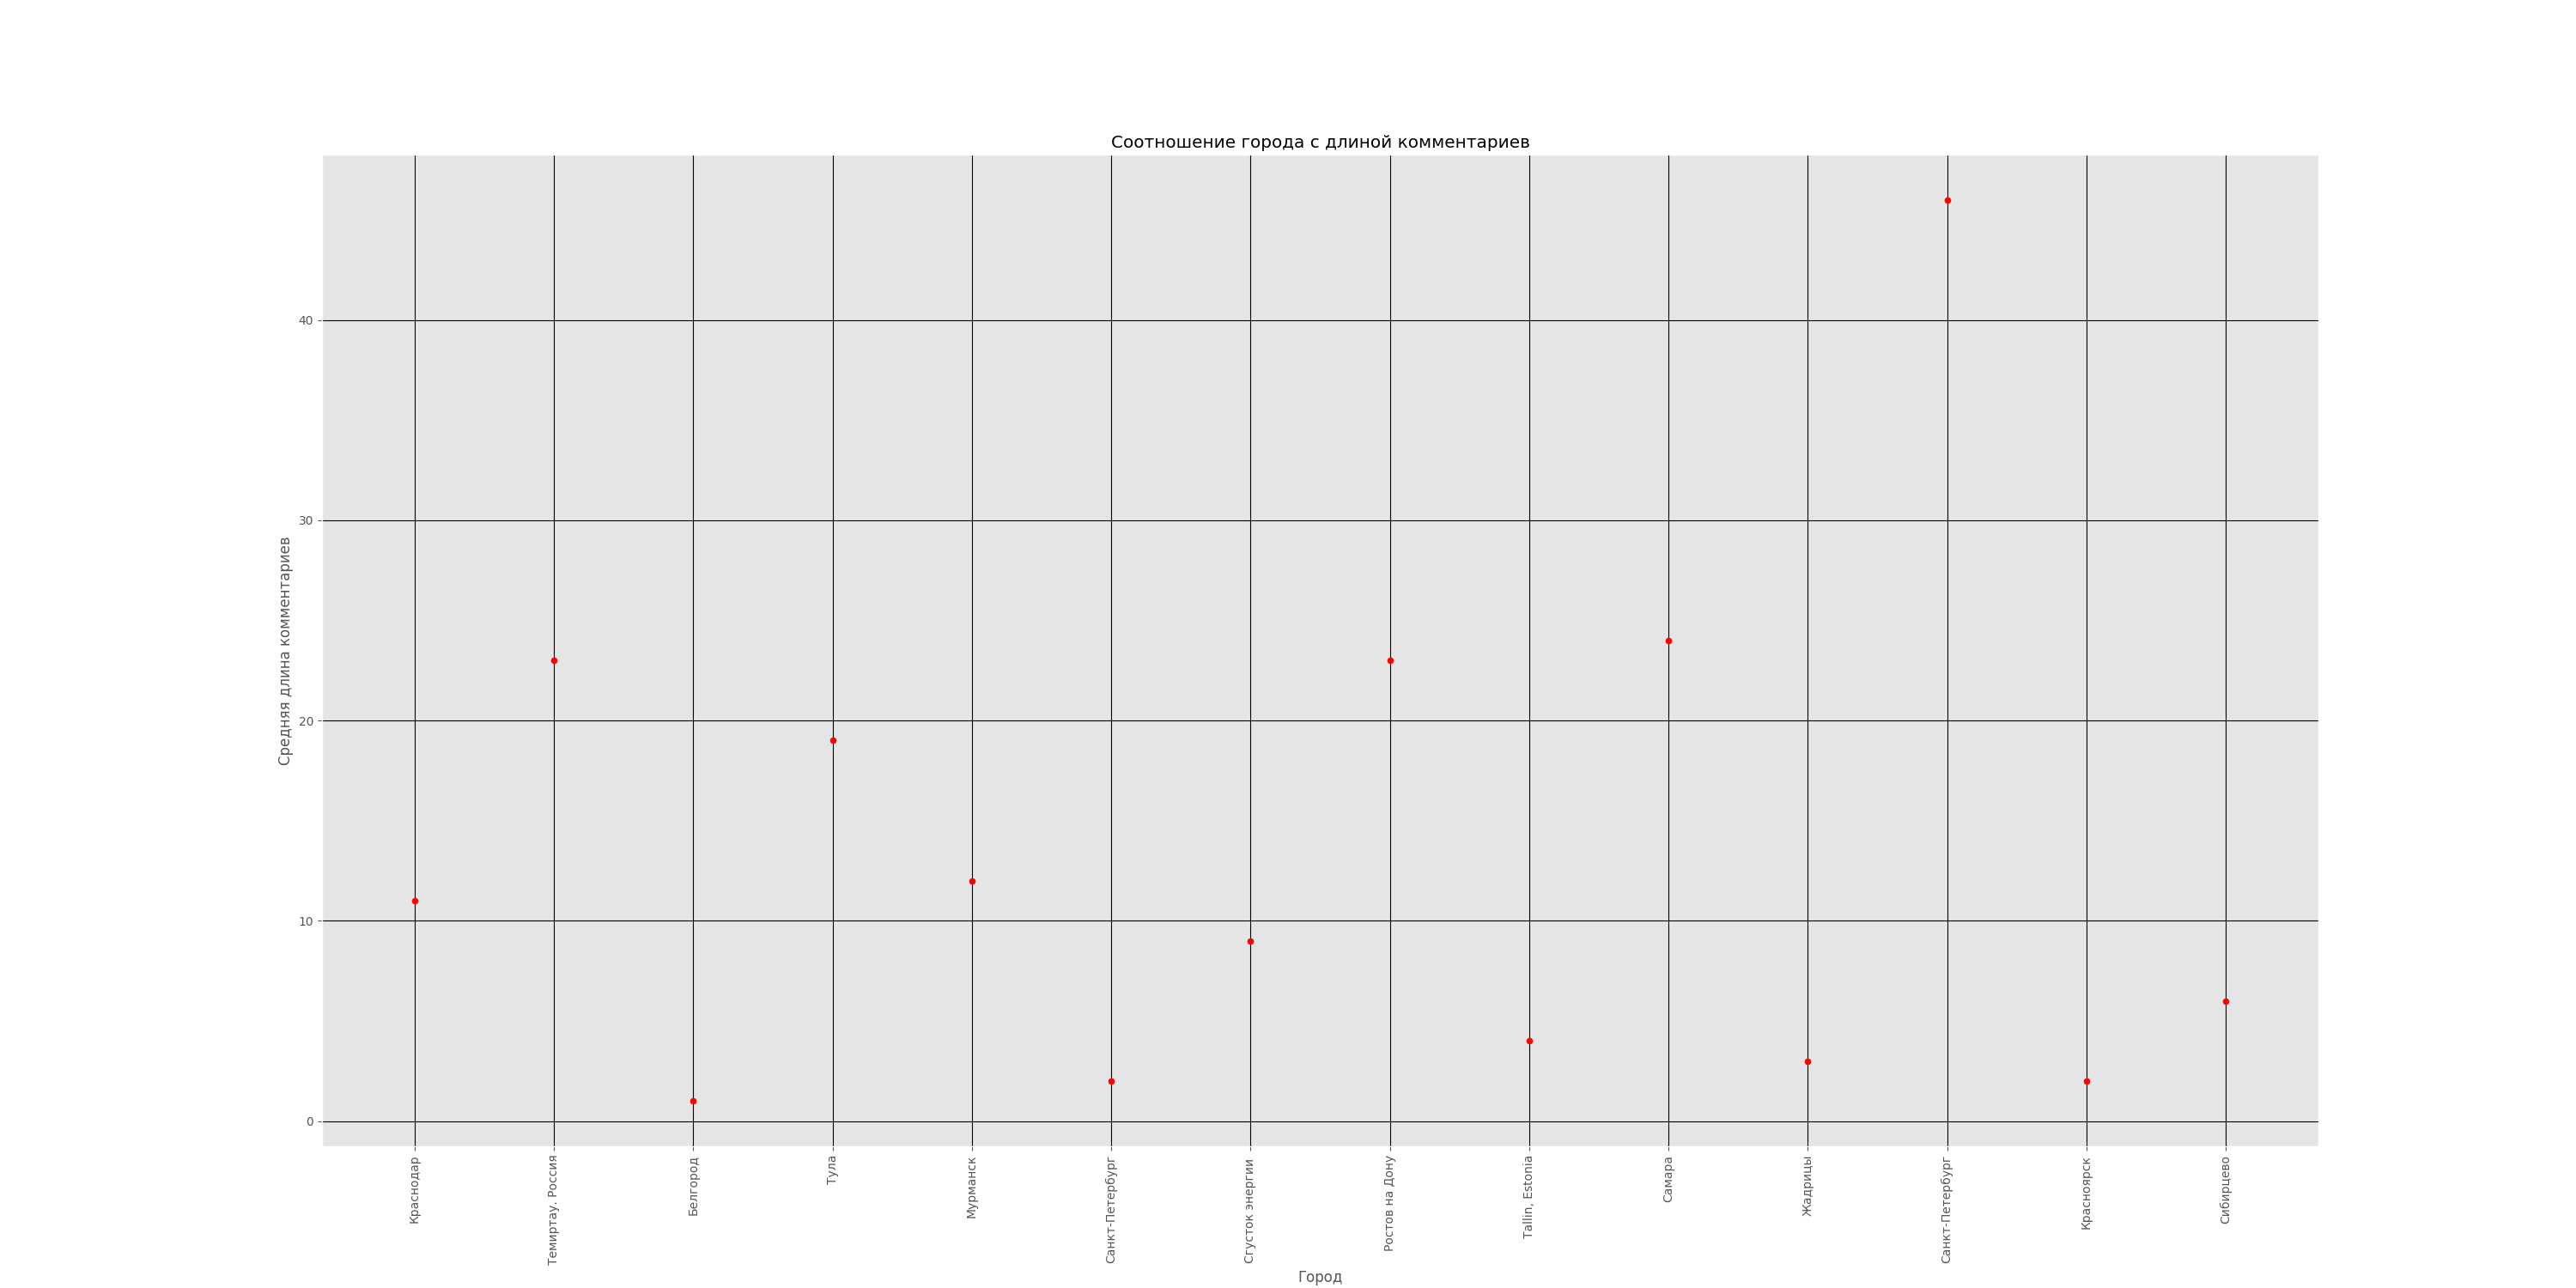 Соотношение города с длиной комментариев
Средняя длина комментариев
40
30
20
10
0
Краснодар
Темиртау. Россия
Белгород
Тула
Мурманск
Санкт-Петербург
Сгусток энергии
Ростов на Дону
Tallin, Estonia
Самара
Жадрицы
Санкт-Петербург
Красноярск
Сибирцево
Город